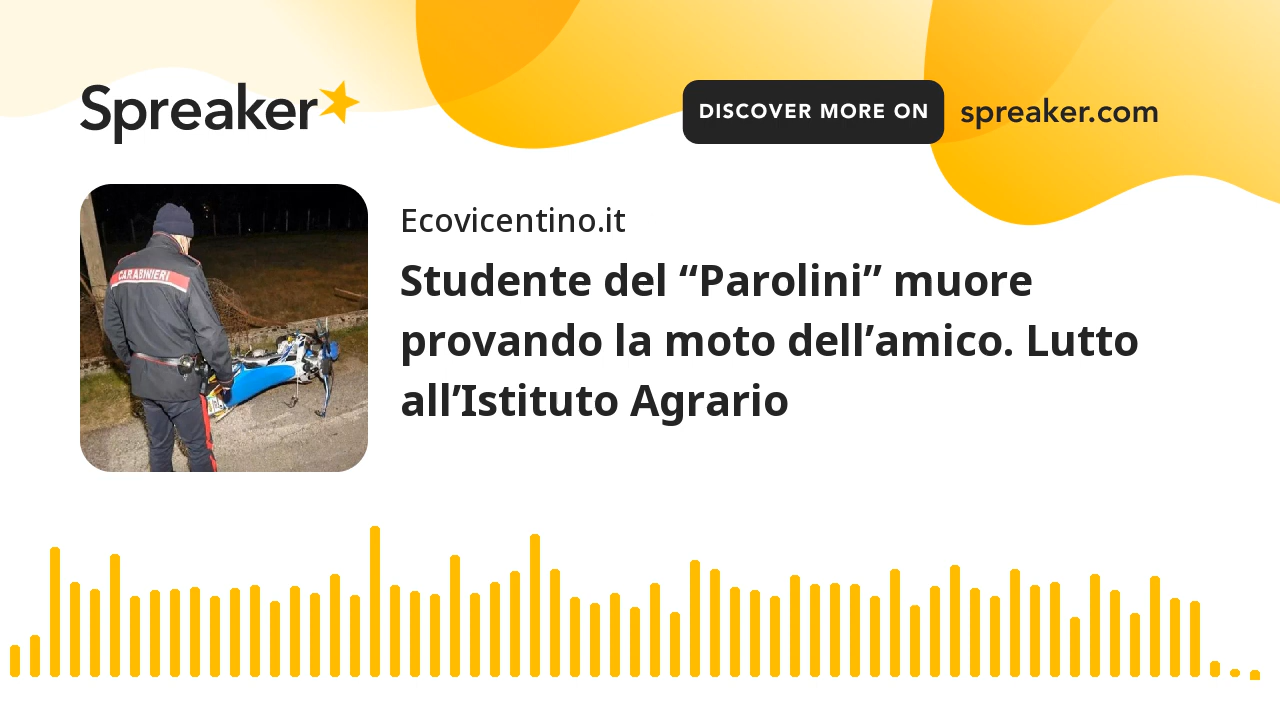 Spreaker
DISCOVER MORE ON
spreaker.com
CARABINIERI
Ecovicentino.it
Studente del “Parolini” muore
provando la moto dell’amico. Lutto
all’Istituto Agrario